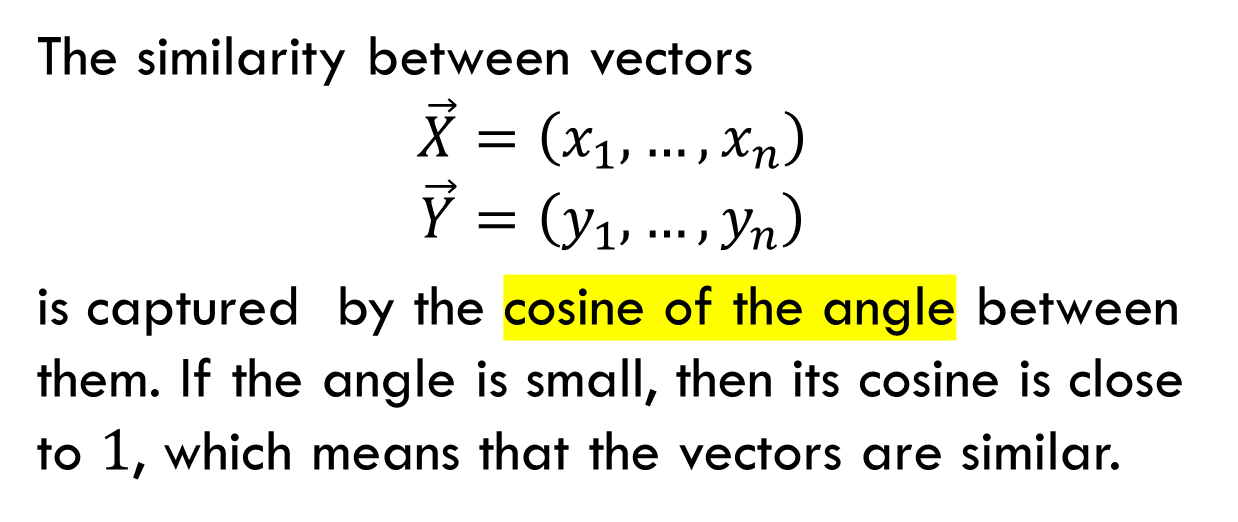 The similarity between vectors
X⃗ = (x₁, … , xₙ)
Y⃗ = (y₁, … , yₙ)
is captured  by the cosine of the angle between
them. If the angle is small, then its cosine is close
to 1, which means that the vectors are similar.